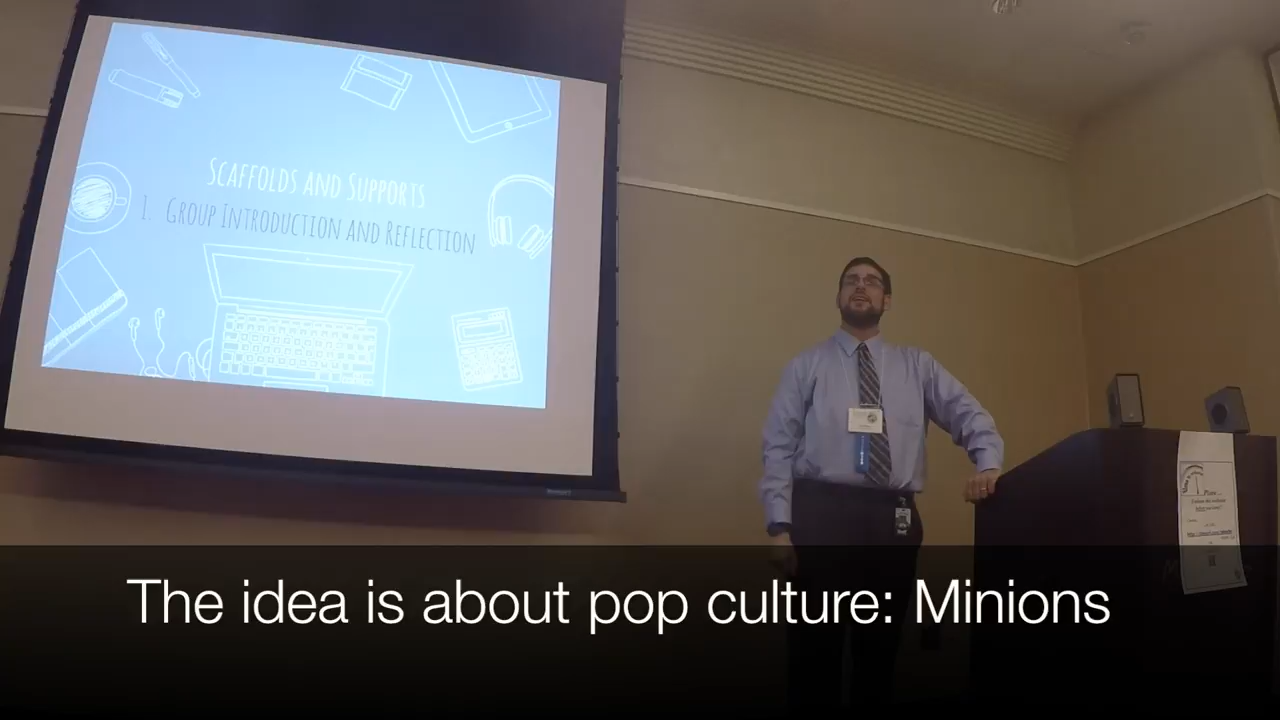 Scaffolds and Supports
1. Group Introduction and Reflection
The idea is about pop culture: Minions